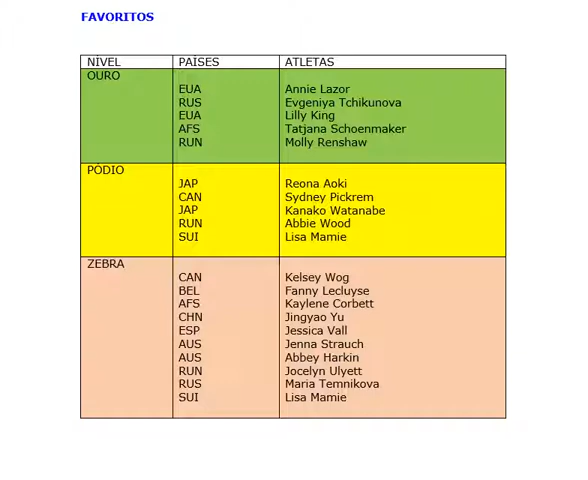 FAVORITOS
NÍVEL PAÍSES ATLETAS
OURO
EUA Annie Lazor
RUS Evgeniya Tchikunova
EUA Lilly King
AFS Tatjana Schoenmaker
RUN Molly Renshaw
PÓDIO
JAP Reona Aoki
CAN Sydney Pickrem
JAP Kanako Watanabe
RUN Abbie Wood
SUI Lisa Mamie
ZEBRA
CAN Kelsey Wog
BEL Fanny Lecluyse
AFS Kaylene Corbett
CHN Jingyao Yu
ESP Jessica Vall
AUS Jenna Strauch
AUS Abbey Harkin
RUN Jocelyn Ulyett
RUS Maria Temnikova
SUI Lisa Mamie